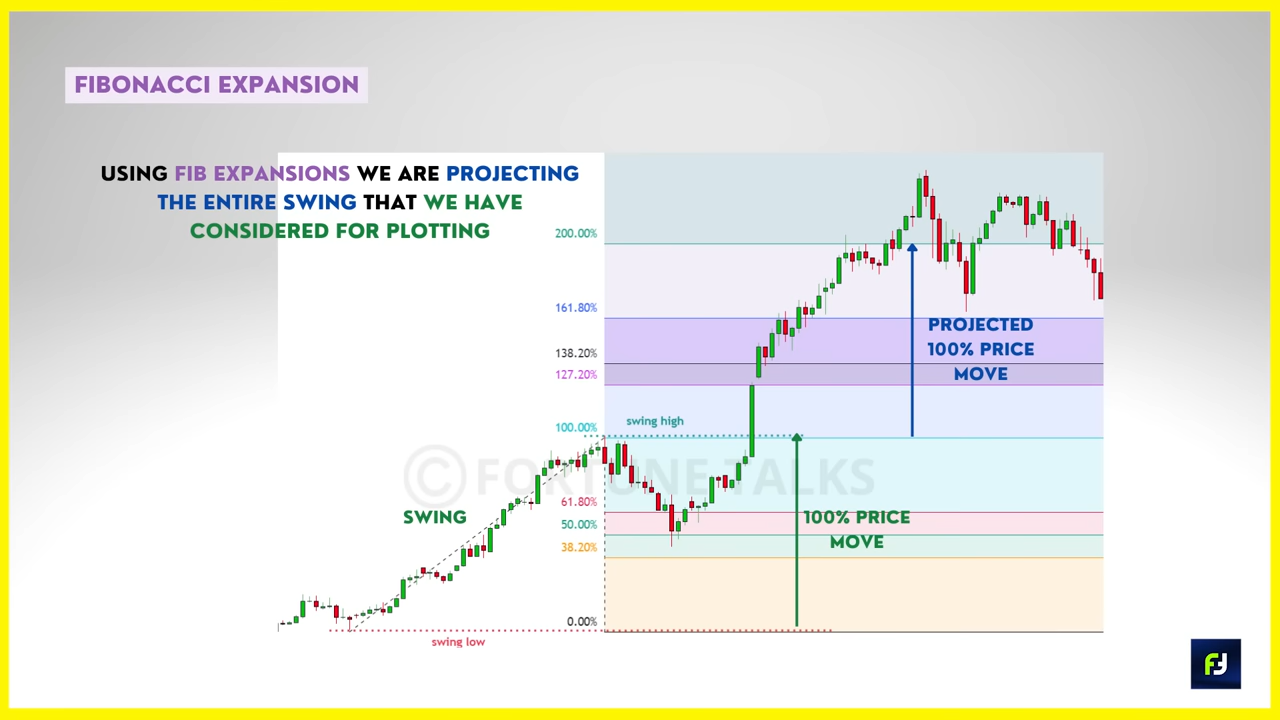 FIBONACCI EXPANSION
USING FIB EXPANSIONS WE ARE PROJECTING
THE ENTIRE SWING THAT WE HAVE
CONSIDERED FOR PLOTTING
200.00%
161.80%
PROJECTED
100% PRICE
MOVE
138.20%
127.20%
swing high
100.00%
© FORTUNE TALKS
61.80%
SWING
100% PRICE
MOVE
50.00%
38.20%
0.00%
swing low